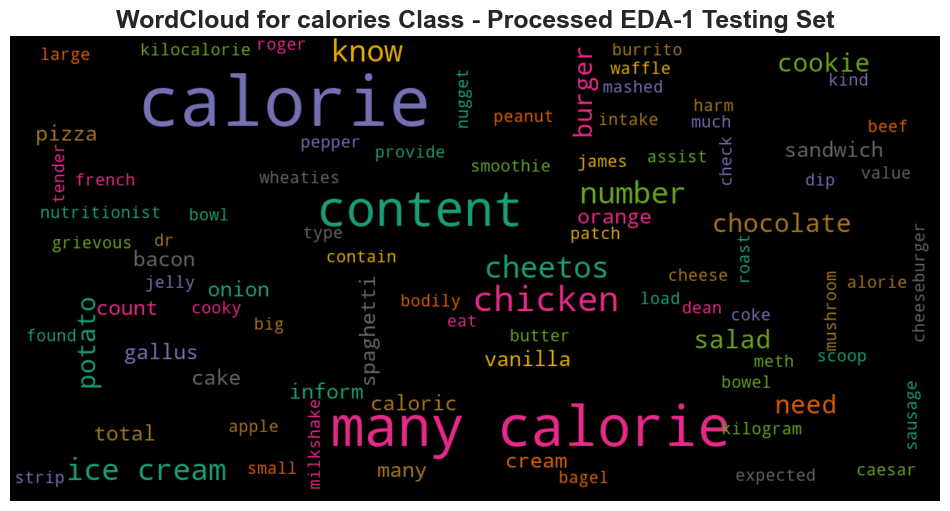 WordCloud for calories Class - Processed EDA-1 Testing Set
large
kilocalorie
roger
know
burger
burrito
waffle
mashed
cookie
kind
calorie
nugget
peanut
harm
intake
much
beef
pizza
pepper
provide
smoothie
james
assist
check
sandwich
value
dip
tender
french
wheaties
nutritionist
bowl
content
number
orange
patch
chocolate
grievous
dr
bacon
type
contain
cheetos
roast
cheeseburger
jelly
onion
spaghetti
bodily
chicken
cheese
load
dean
coke
mushroom
alorie
potato
count
cooky
big
eat
butter
salad
found
gallus
cake
vanilla
meth
scoop
bowel
inform
caloric
many calorie
need
kilogram
sausage
total
apple
milkshake
strip
ice cream
small
many
cream
bagel
expected
caesar